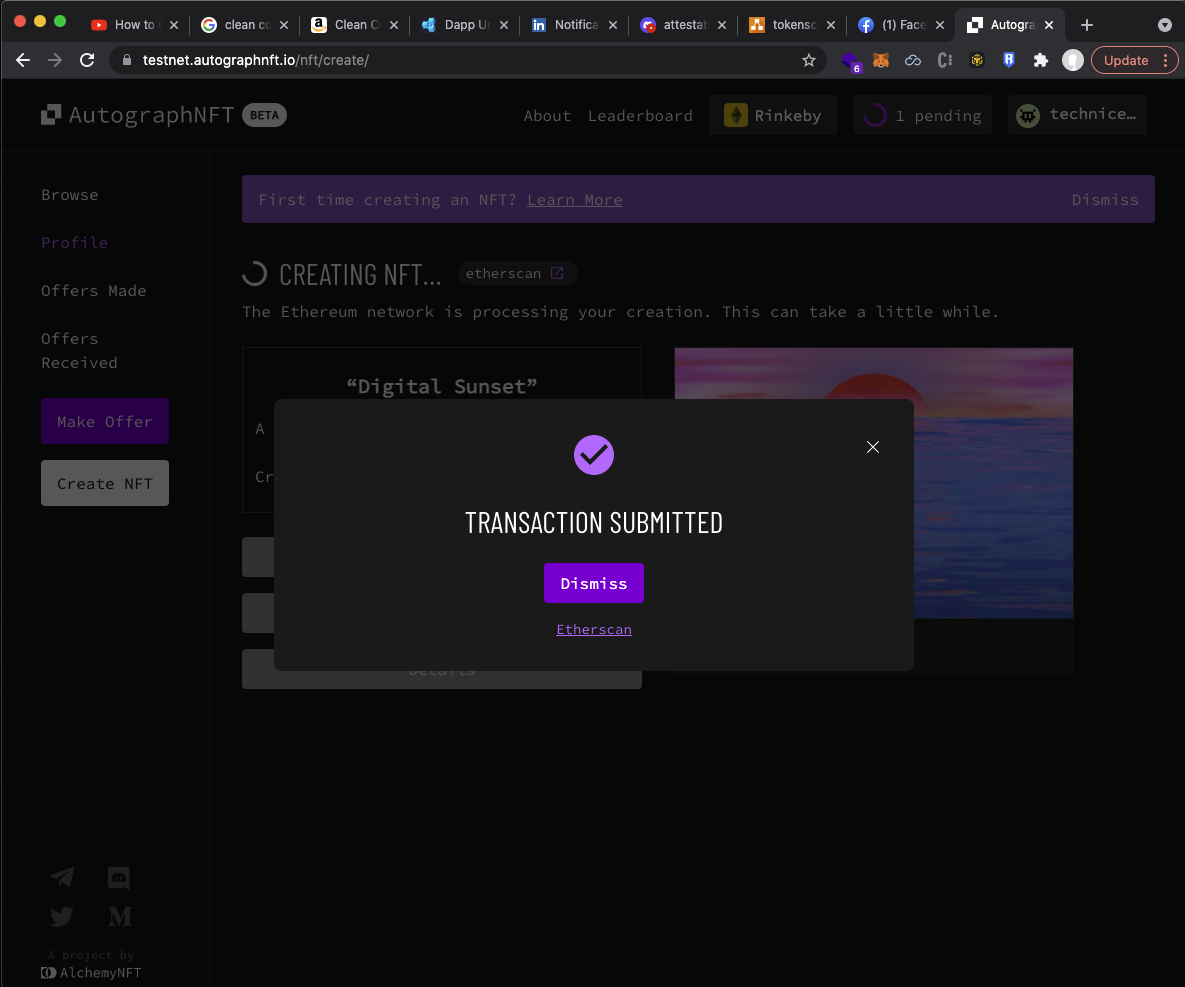 How to
clean co
Clean C
Dapp Un
Notifica
attestat
tokensc
(1) Face
Autogra
testnet.autographnft.io/nft/create/
6
Update
AutographNFT BETA
About
Leaderboard
Rinkeby
1 pending
technice…
Browse
Profile
Offers Made
Offers
Received
Make Offer
Create NFT
First time creating an NFT? Learn More
Dismiss
CREATING NFT...
etherscan
The Ethereum network is processing your creation. This can take a little while.
“Digital Sunset”
A
Cr
TRANSACTION SUBMITTED
Dismiss
Etherscan
Details
A project by
AlchemyNFT